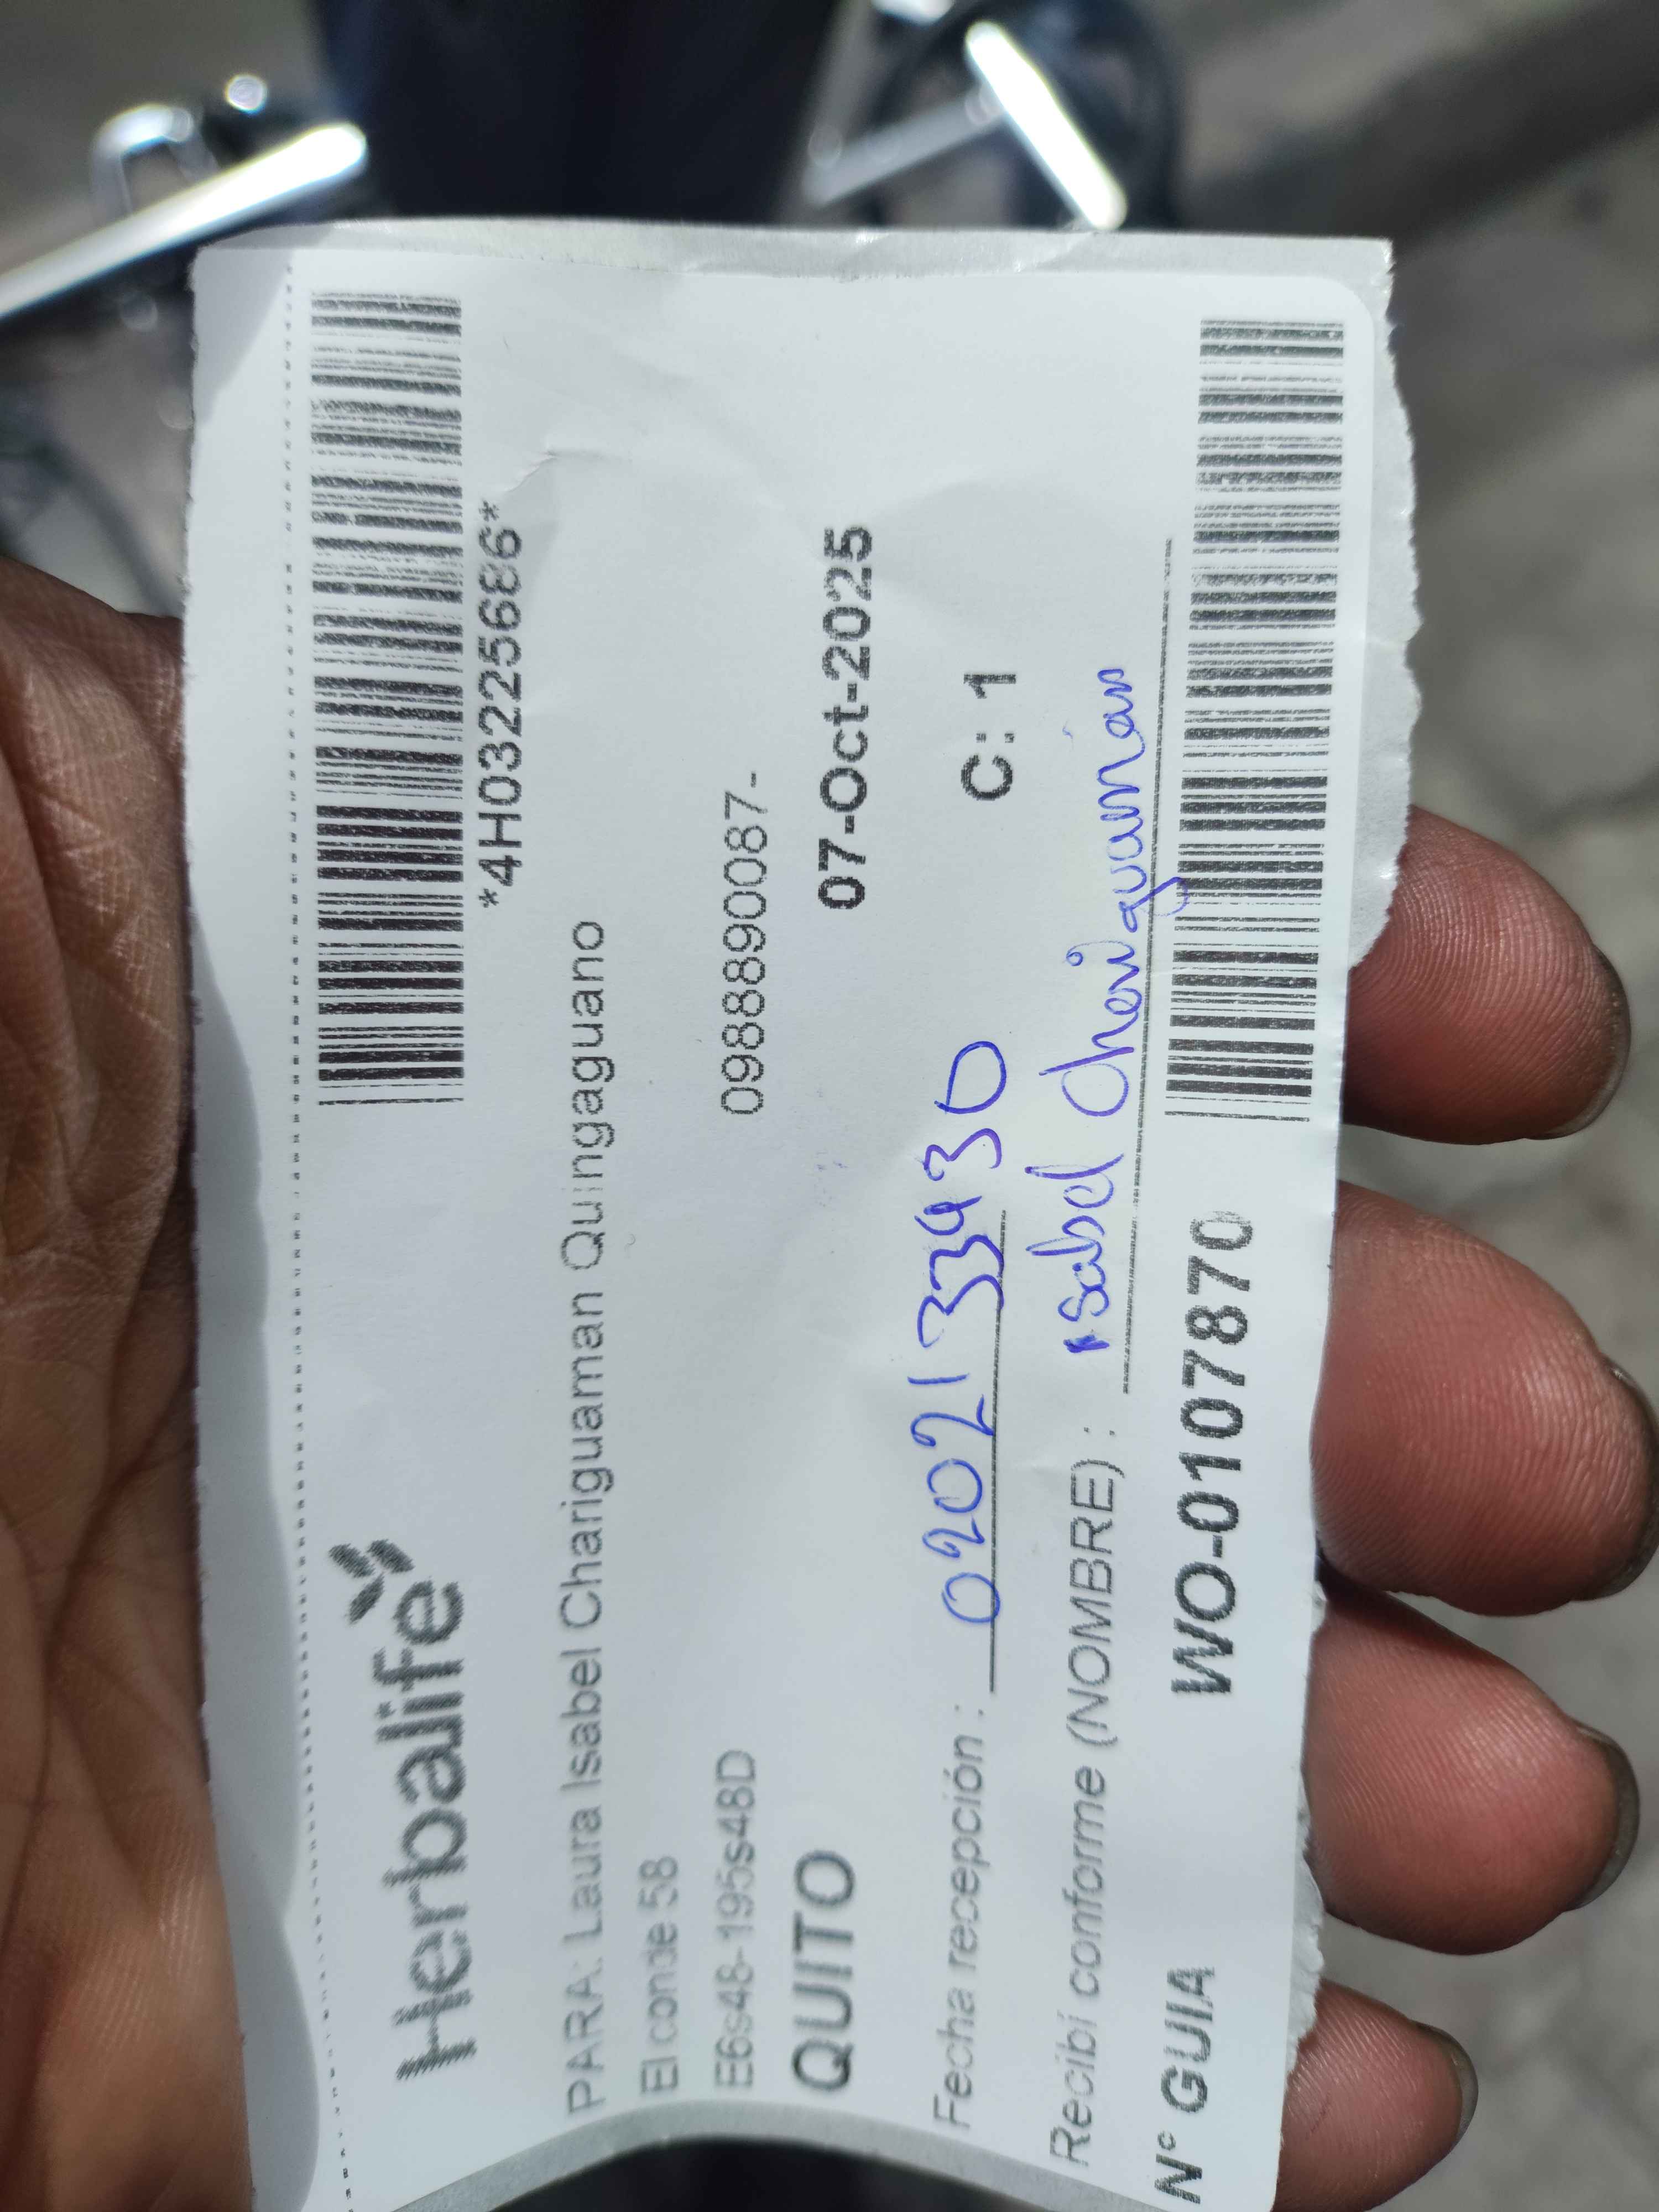 Herbalife
*4H03225686*
PARA: Laura Isabel Chariguaman Quingaguano
El conde 58
E6s48-195s48D 0988890087-
QUITO 07-Oct-2025
Fecha recepción : 0202133930 C: 1
Recibí conforme (NOMBRE) : Isabel Chariguaman
N° GUIA WO-0107870